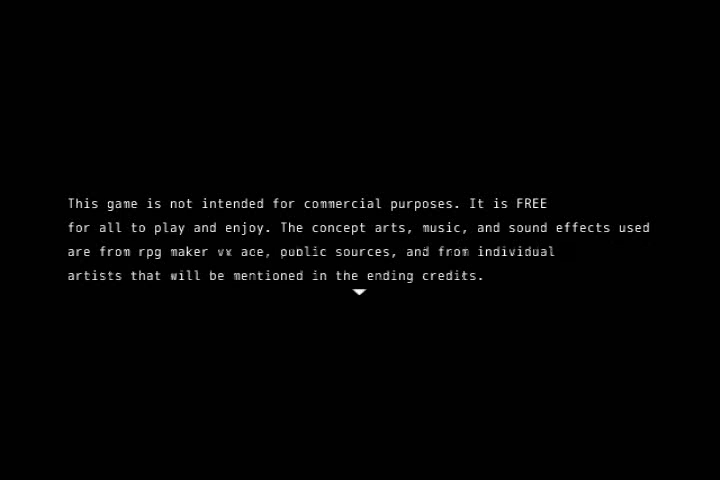 This game is not intended for commercial purposes. It is FREE
for all to play and enjoy. The concept arts, music, and sound effects used
are from rpg maker vx ace, public sources, and from individual
artists that will be mentioned in the ending credits.